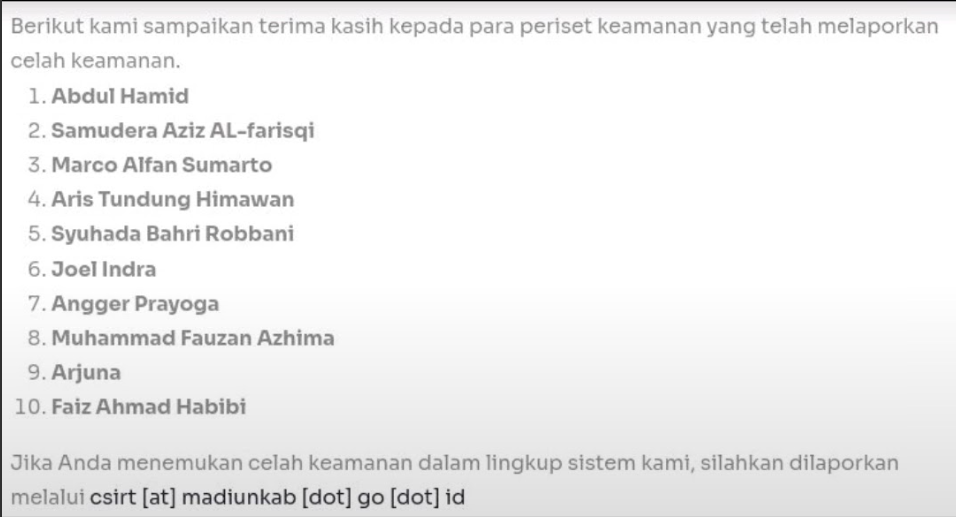 Berikut kami sampaikan terima kasih kepada para periset keamanan yang telah melaporkan
celah keamanan.
1. Abdul Hamid
2. Samudera Aziz AL-farisqi
3. Marco Alfan Sumarto
4. Aris Tundung Himawan
5. Syuhada Bahri Robbani
6. Joel Indra
7. Angger Prayoga
8. Muhammad Fauzan Azhima
9. Arjuna
10. Faiz Ahmad Habibi
Jika Anda menemukan celah keamanan dalam lingkup sistem kami, silahkan dilaporkan
melalui csirt [at] madiunkab [dot] go [dot] id